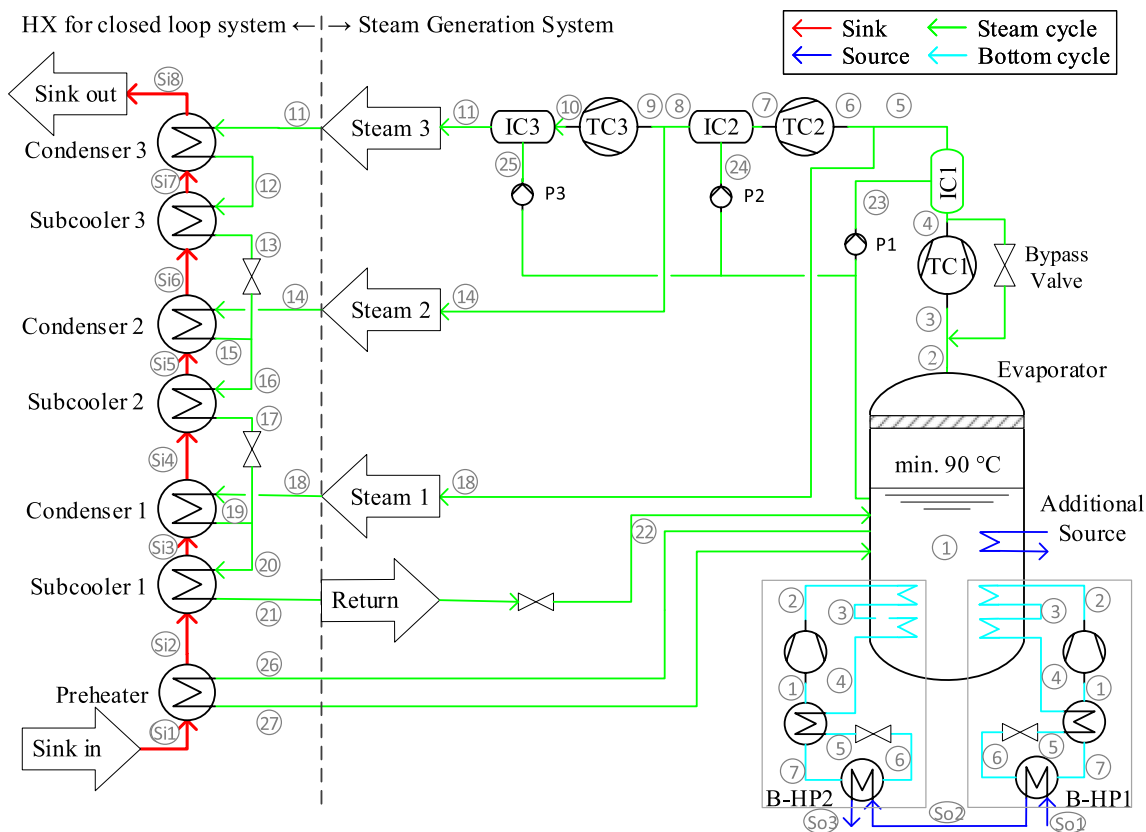 HX for closed loop system ← → Steam Generation System
Sink
Steam cycle
Source
Bottom cycle
Si8
Sink out
11
Steam 3
11
IC3
10
TC3
9
8
IC2
7
TC2
6
5
Condenser 3
25
24
IC1
Si7
12
P3
P2
23
Subcooler 3
13
P1
4
TC1
Bypass
Valve
Si6
14
Steam 2
14
3
Condenser 2
15
2
Si5
16
Evaporator
Subcooler 2
17
Si4
min. 90 °C
18
Steam 1
18
Condenser 1
19
Additional
Source
22
1
Si3
20
Subcooler 1
21
Return
2
3
3
2
Si2
26
4
4
Preheater
1
1
27
Si1
5
5
Sink in
6
6
7
7
B-HP2
B-HP1
So3
So2
So1